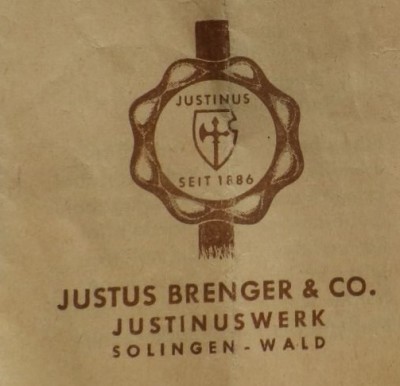 JUSTINUS
SEIT 1886
JUSTUS BRENGER & CO.
JUSTINUSWERK
SOLINGEN - WALD